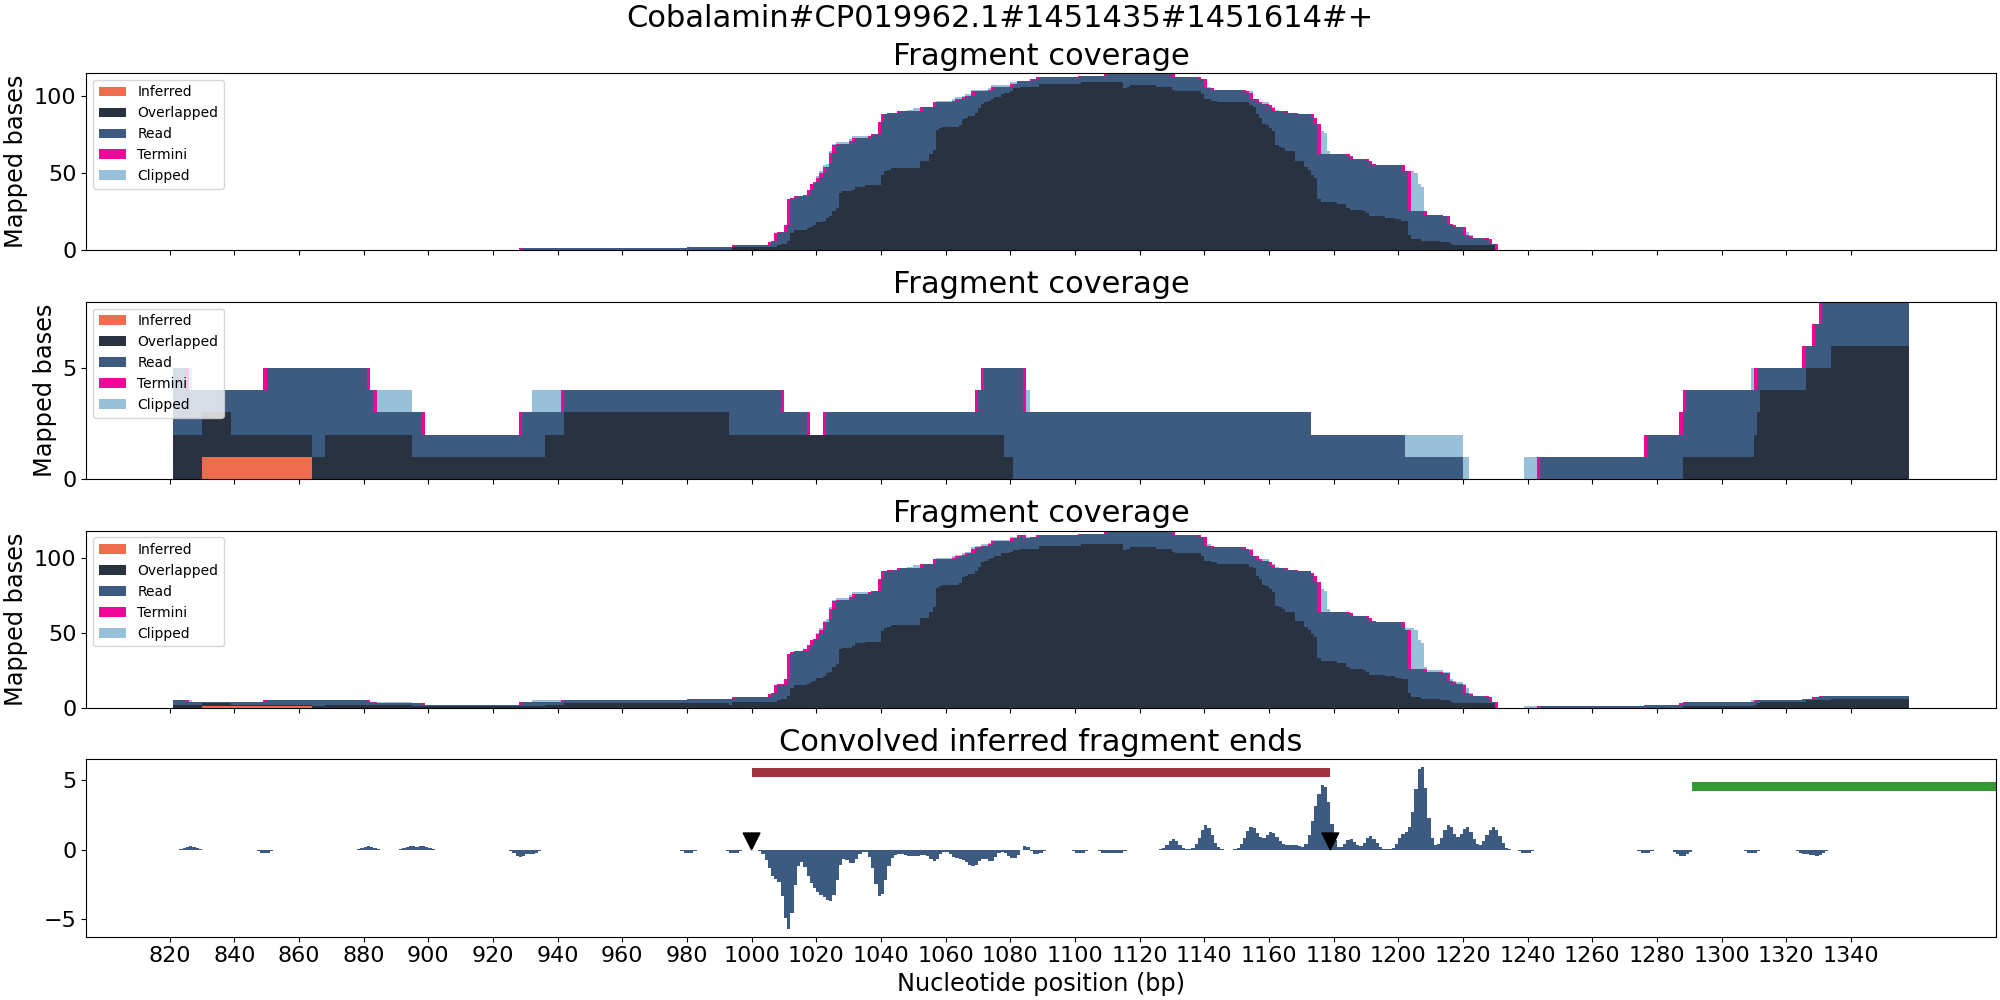 Cobalamin#CP019962.1#1451435#1451614#+
Fragment coverage
Mapped bases
100
50
0
Inferred
Overlapped
Read
Termini
Clipped
Fragment coverage
Mapped bases
5
0
Inferred
Overlapped
Read
Termini
Clipped
Fragment coverage
Mapped bases
100
50
0
Inferred
Overlapped
Read
Termini
Clipped
Convolved inferred fragment ends
5
0
−5
820 840 860 880 900 920 940 960 980 1000 1020 1040 1060 1080 1100 1120 1140 1160 1180 1200 1220 1240 1260 1280 1300 1320 1340
Nucleotide position (bp)